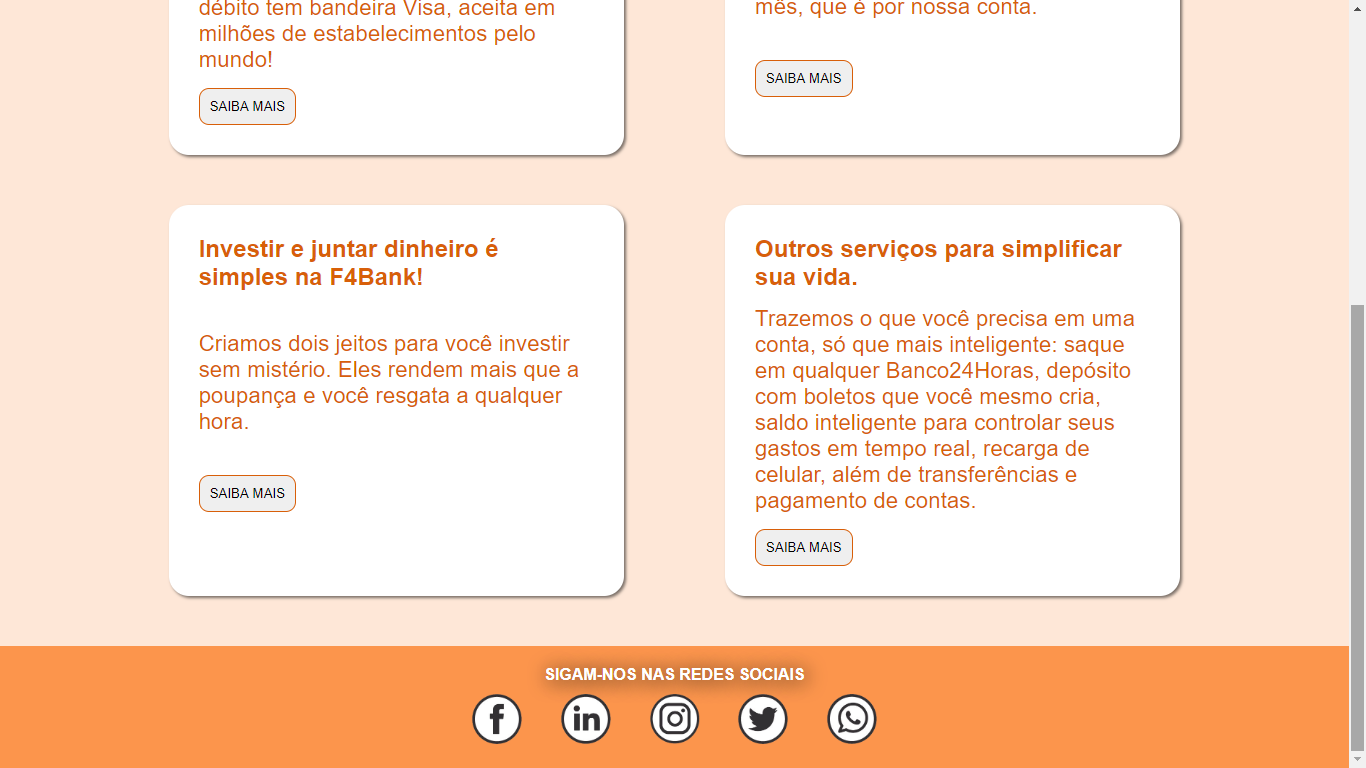 débito tem bandeira Visa, aceita em
milhões de estabelecimentos pelo
mundo!
SAIBA MAIS
mês, que é por nossa conta.
SAIBA MAIS
Investir e juntar dinheiro é
simples na F4Bank!
Criamos dois jeitos para você investir
sem mistério. Eles rendem mais que a
poupança e você resgata a qualquer
hora.
SAIBA MAIS
Outros serviços para simplificar
sua vida.
Trazemos o que você precisa em uma
conta, só que mais inteligente: saque
em qualquer Banco24Horas, depósito
com boletos que você mesmo cria,
saldo inteligente para controlar seus
gastos em tempo real, recarga de
celular, além de transferências e
pagamento de contas.
SAIBA MAIS
SIGAM-NOS NAS REDES SOCIAIS